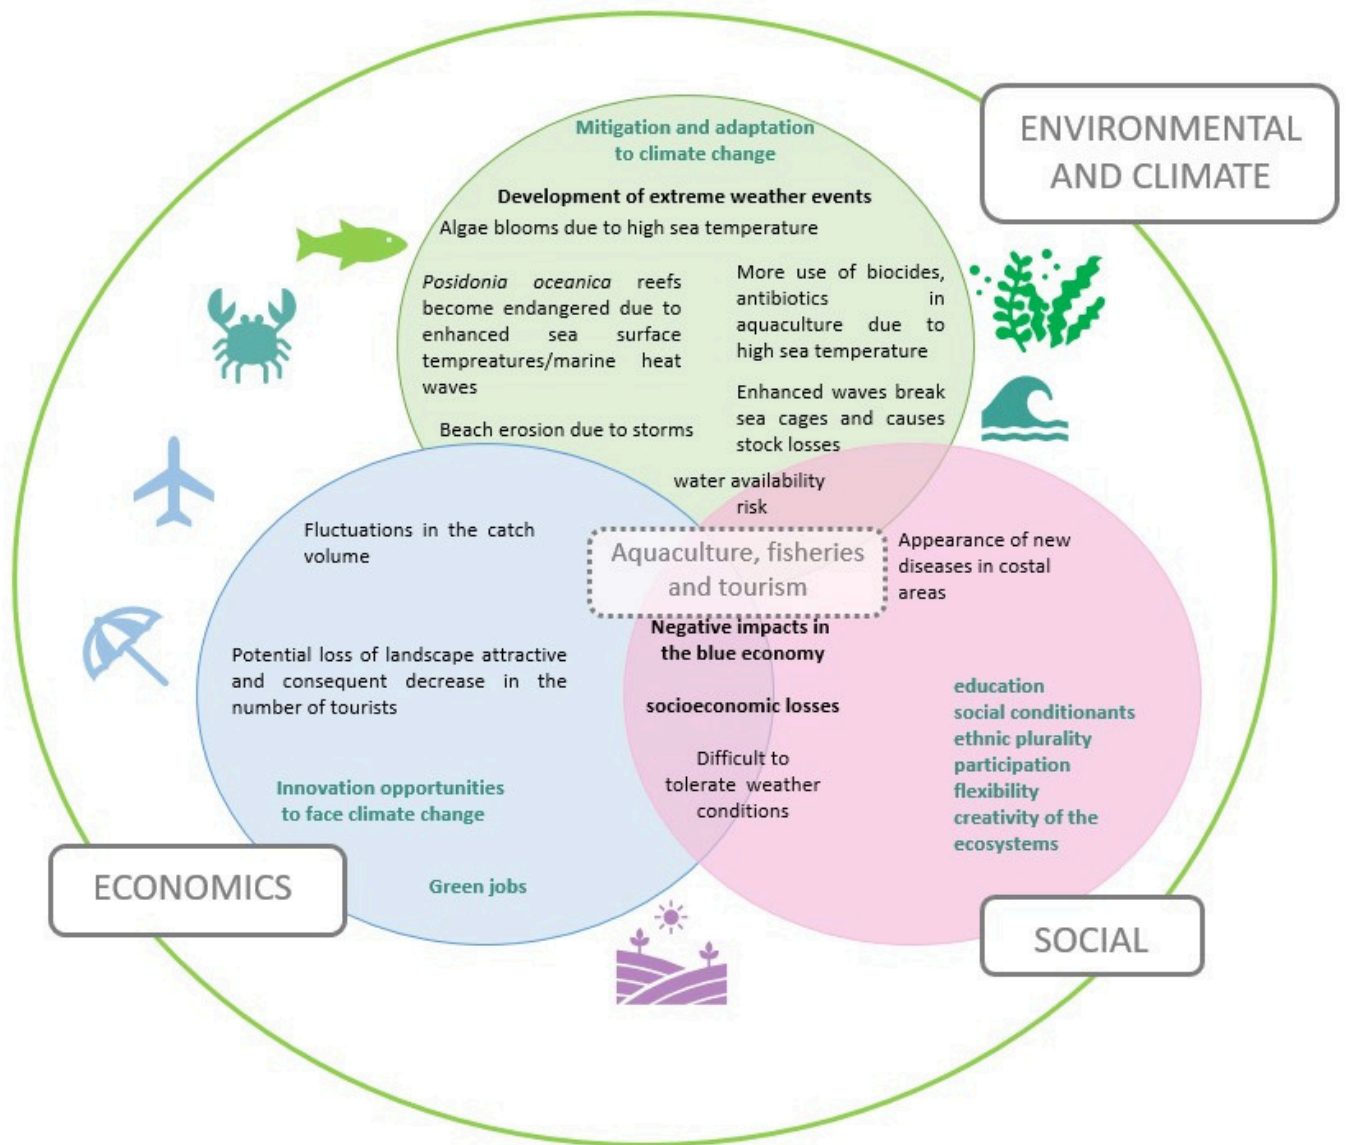 ENVIRONMENTAL
AND CLIMATE
Mitigation and adaptation
to climate change
Development of extreme weather events
Algae blooms due to high sea temperature
Posidonia oceanica reefs
become endangered due to
enhanced sea surface
tempreatures/marine heat
waves
More use of biocides,
antibiotics in
aquaculture due to
high sea temperature
Enhanced waves break
sea cages and causes
stock losses
Beach erosion due to storms
water availability
risk
Fluctuations in the catch
volume
Aquaculture, fisheries
and tourism
Appearance of new
diseases in costal
areas
Negative impacts in
the blue economy
Potential loss of landscape attractive
and consequent decrease in the
number of tourists
socioeconomic losses
education
social conditionants
ethnic plurality
participation
flexibility
creativity of the
ecosystems
Difficult to
tolerate weather
conditions
Innovation opportunities
to face climate change
Green jobs
ECONOMICS
SOCIAL